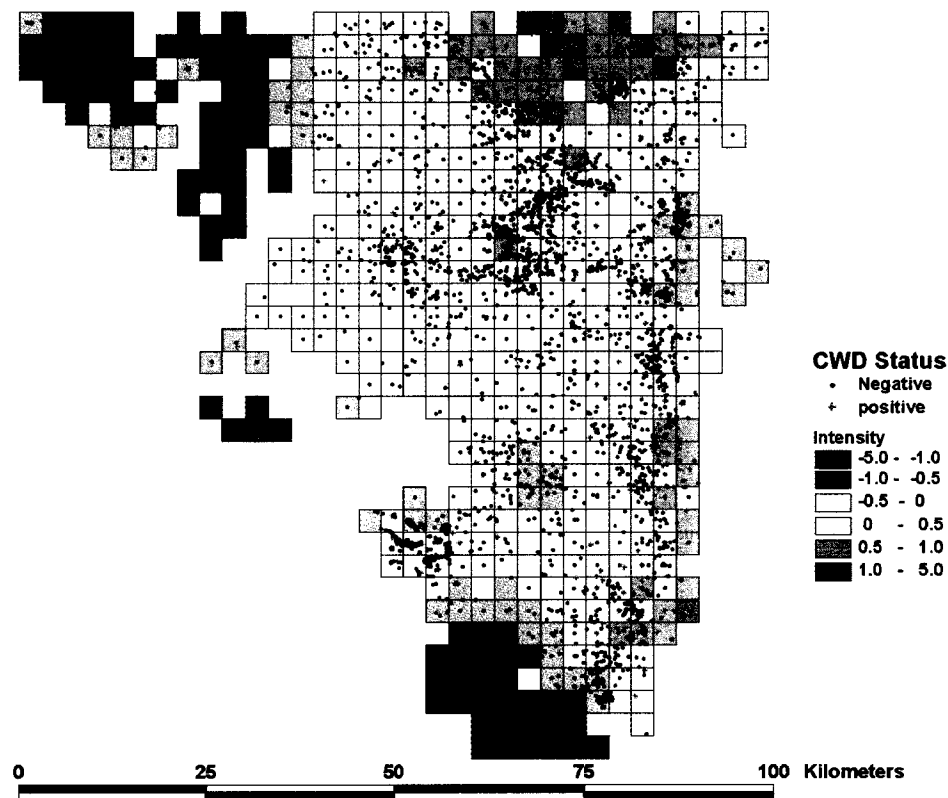 CWD Status
• Negative
+ positive
Intensity
-5.0 - -1.0
-1.0 - -0.5
-0.5 - 0
0 - 0.5
0.5 - 1.0
1.0 - 5.0
0 25 50 75 100 Kilometers